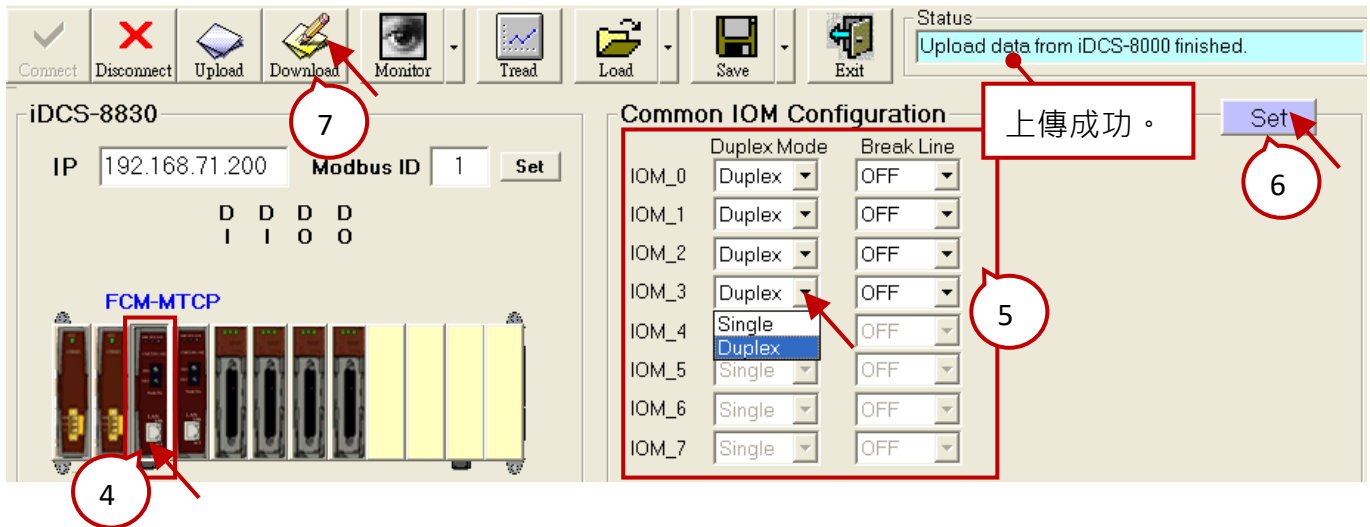 Connect Disconnect Upload Download Monitor Tread Load Save Exit
Status
Upload data from iDCS-8000 finished.
7
上傳成功。
iDCS-8830
IP 192.168.71.200 Modbus ID 1 Set
D D D D
I I O O
FCM-MTCP
4
Common IOM Configuration
Set
6
Duplex Mode Break Line
IOM_0 Duplex OFF
IOM_1 Duplex OFF
IOM_2 Duplex OFF
IOM_3 Duplex OFF
Single
Duplex
IOM_4 OFF
IOM_5 Single OFF
IOM_6 Single OFF
IOM_7 Single OFF
5